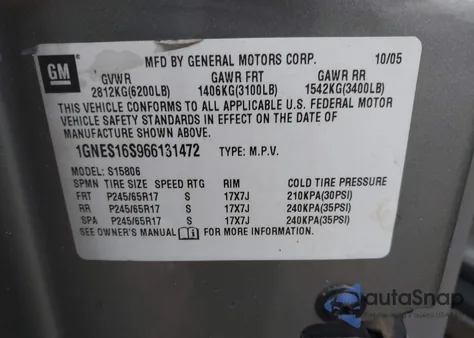 GM
MFD BY GENERAL MOTORS CORP. 10/05
GVWR GAWR FRT GAWR RR
2812KG(6200LB) 1406KG(3100LB) 1542KG(3400LB)
THIS VEHICLE CONFORMS TO ALL APPLICABLE U.S. FEDERAL MOTOR
VEHICLE SAFETY STANDARDS IN EFFECT ON THE DATE OF
MANUFACTURE SHOWN ABOVE.
1GNES16S966131472 TYPE: M.P.V.
MODEL: S15806
SPMN TIRE SIZE SPEED RTG RIM COLD TIRE PRESSURE
FRT P245/65R17 S 17X7J 210KPA(30PSI)
RR P245/65R17 S 17X7J 240KPA(35PSI)
SPA P245/65R17 S 17X7J 240KPA(35PSI)
SEE OWNER'S MANUAL FOR MORE INFORMATION
autoSnap